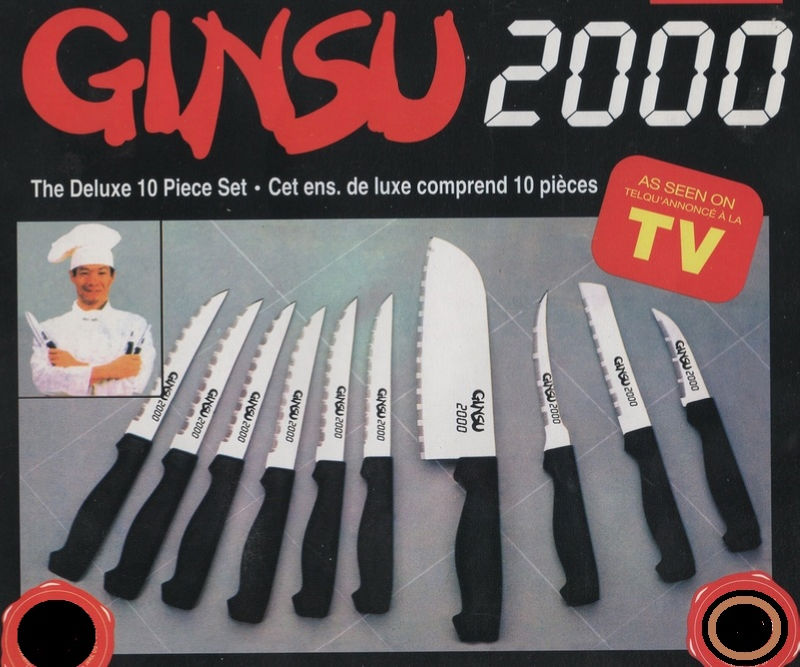 GINSU 2000
The Deluxe 10 Piece Set • Cet ens. de luxe comprend 10 pièces
AS SEEN ON
TELQU'ANNONCÉ À LA
TV
GINSU 2000
GINSU 2000
GINSU 2000
GINSU 2000
GINSU 2000
GINSU 2000
GINSU
2000
GINSU 2000
GINSU 2000
GINSU 2000